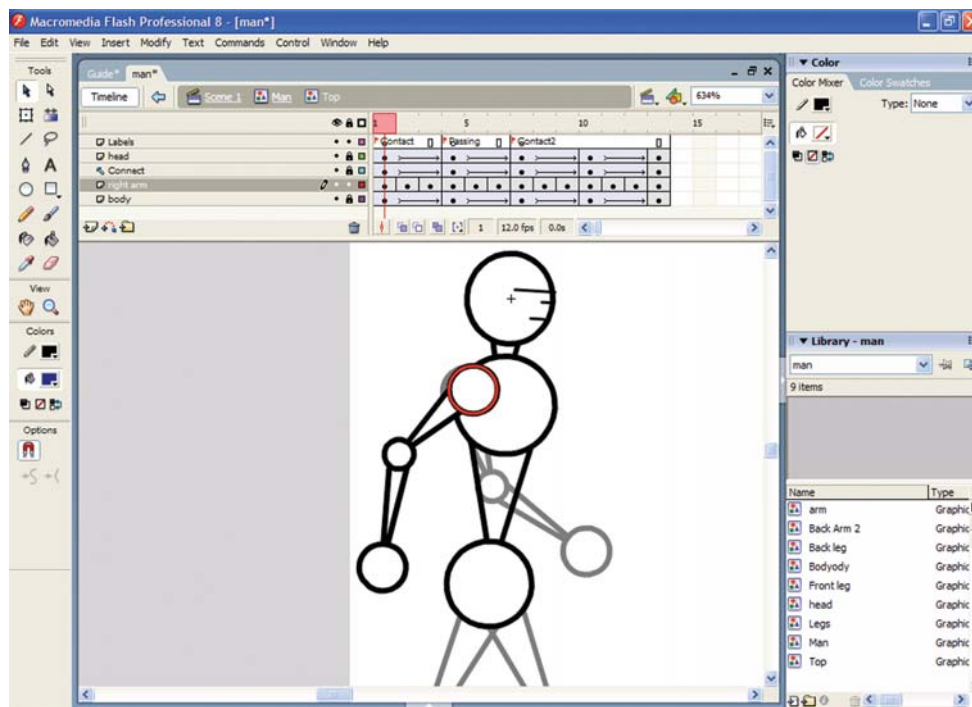 Macromedia Flash Professional 8 - [man*]
File Edit View Insert Modify Text Commands Control Window Help
Tools
View
Colors
Options
Guide* man*
Timeline Scene 1 Man Top 634%
1 5 10 15
Labels Contact Passing Contact2
head
Connect
right arm
body
1 12.0 fps 0.0s
Color
Color Mixer Color Swatches
Type: None
Library - man
man
9 items
Name Type
arm Graphic
Back Arm 2 Graphic
Back leg Graphic
Bodyody Graphic
Front leg Graphic
head Graphic
Legs Graphic
Man Graphic
Top Graphic